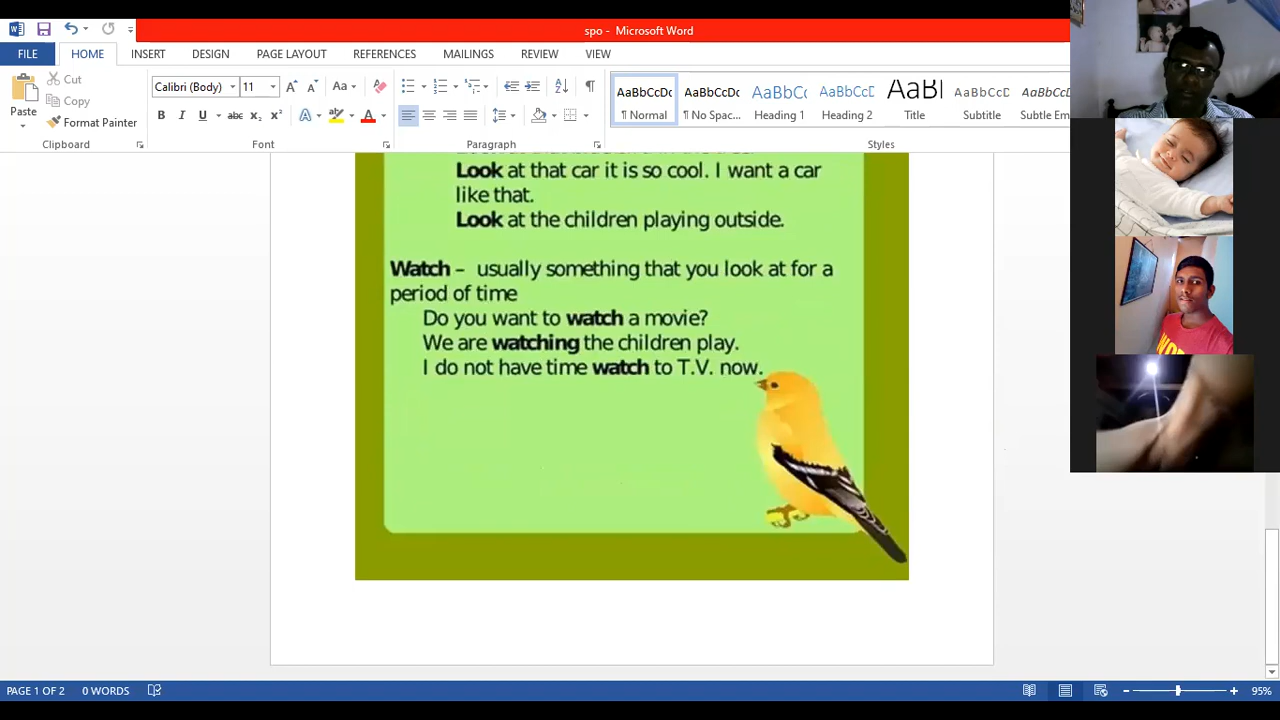 spo - Microsoft Word
FILE HOME INSERT DESIGN PAGE LAYOUT REFERENCES MAILINGS REVIEW VIEW
Cut
Copy
Format Painter
Paste
Calibri (Body) 11
AaBbCcDc AaBbCcDc AaBbCc AaBbCcD AaBl AaBbCcD AaBbCcD
¶ Normal ¶ No Spac... Heading 1 Heading 2 Title Subtitle Subtle Em
Clipboard Font Paragraph Styles
Look at that car it is so cool. I want a car
like that.
Look at the children playing outside.
Watch – usually something that you look at for a
period of time
Do you want to watch a movie?
We are watching the children play.
I do not have time watch to T.V. now.
PAGE 1 OF 2 0 WORDS 95%